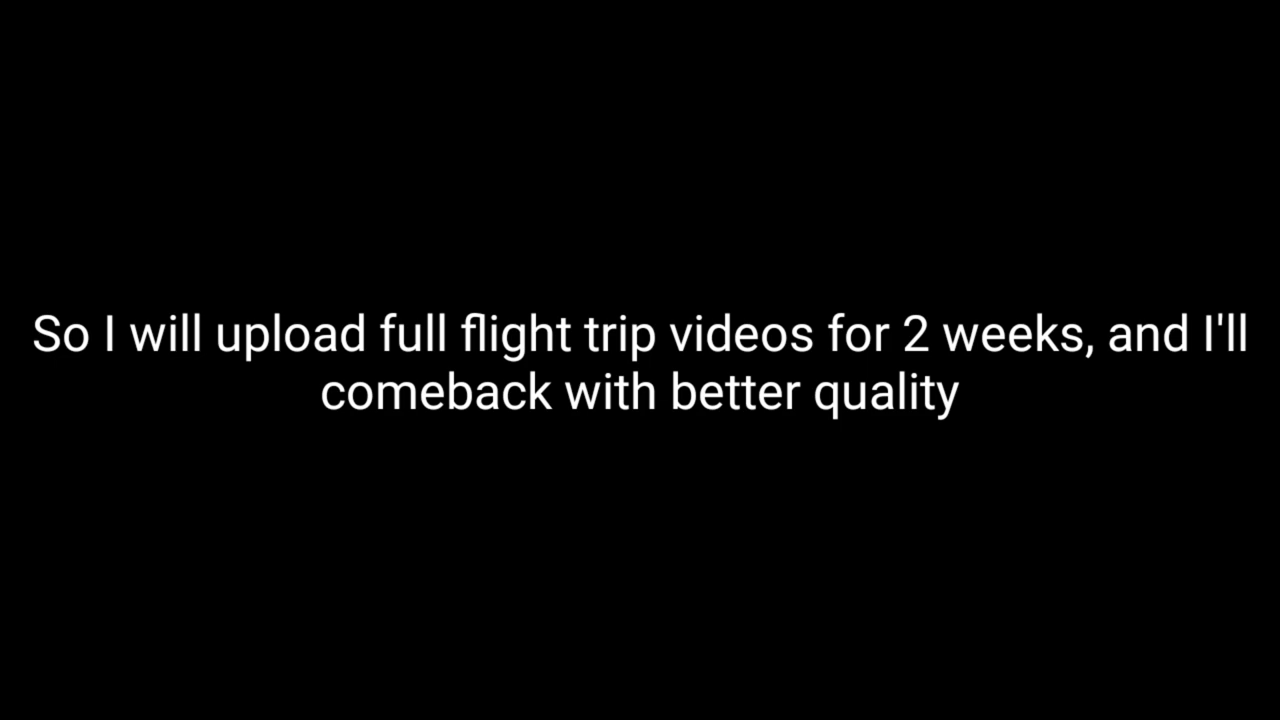 So I will upload full flight trip videos for 2 weeks, and I'll
comeback with better quality